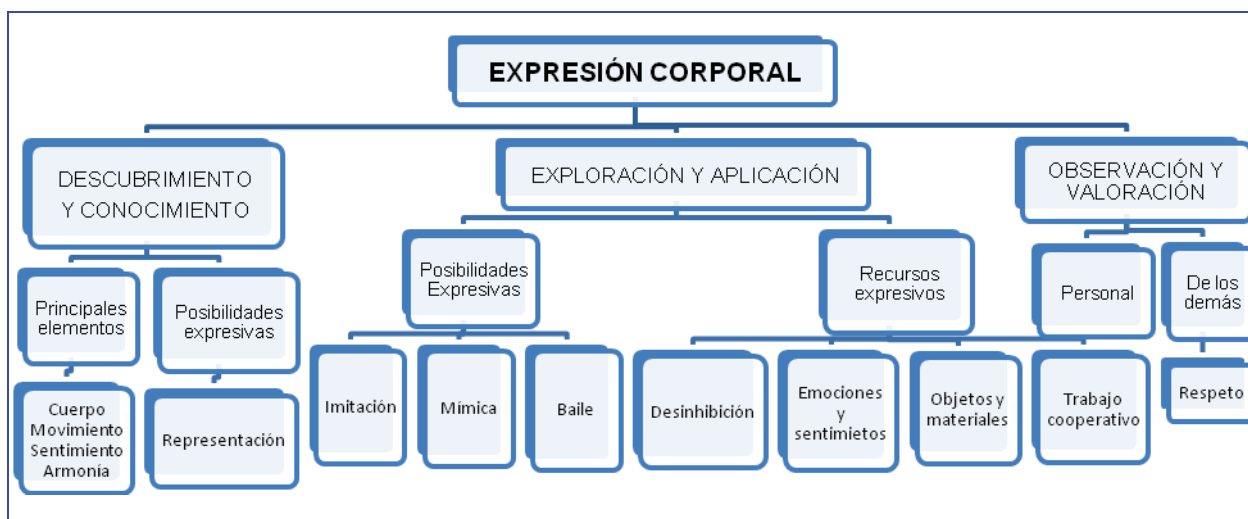 EXPRESIÓN CORPORAL
DESCUBRIMIENTO
Y CONOCIMIENTO
EXPLORACIÓN Y APLICACIÓN
OBSERVACIÓN Y
VALORACIÓN
Principales
elementos
Posibilidades
expresivas
Posibilidades
Expresivas
Recursos
expresivos
Personal
De los
demás
Cuerpo
Movimiento
Sentimiento
Armonía
Representación
Imitación
Mímica
Baile
Desinhibición
Emociones
y
sentimietos
Objetos y
materiales
Trabajo
cooperativo
Respeto